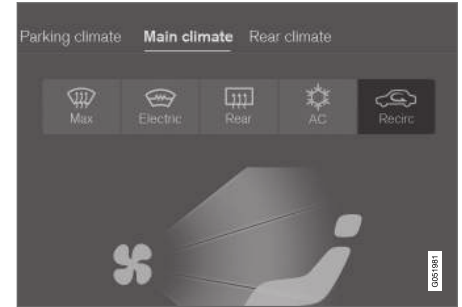 Parking climate Main climate Rear climate
Max Electric Rear AC Recirc
G051981